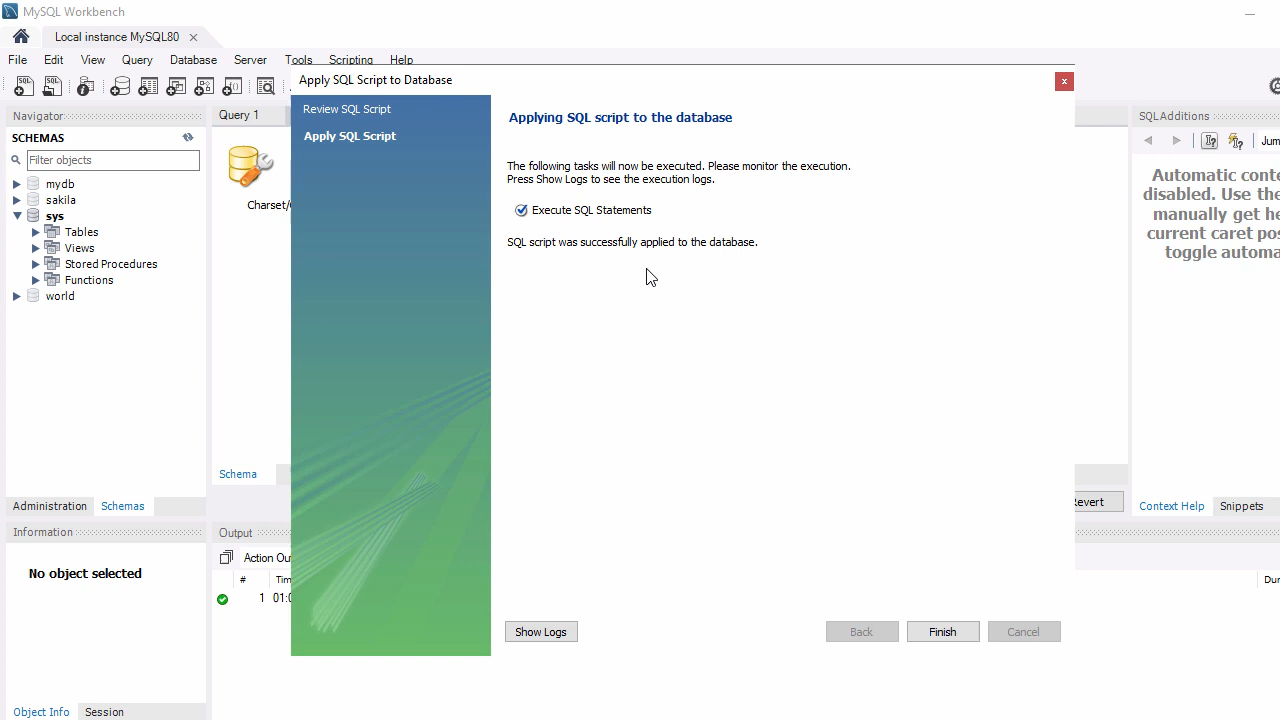 MySQL Workbench
Local instance MySQL80
File Edit View Query Database Server Tools Scripting Help
Apply SQL Script to Database
Navigator
SCHEMAS
Filter objects
mydb
sakila
sys
Tables
Views
Stored Procedures
Functions
world
Administration Schemas
Information
No object selected
Object Info Session
Query 1
Schema
Output
Action
#
1
Review SQL Script
Apply SQL Script
Applying SQL script to the database
The following tasks will now be executed. Please monitor the execution.
Press Show Logs to see the execution logs.
Execute SQL Statements
SQL script was successfully applied to the database.
Show Logs Back Finish Cancel
Revert
SQLAdditions
Automatic
disabled. Use the
manually get
current caret
toggle
Context Help Snippets